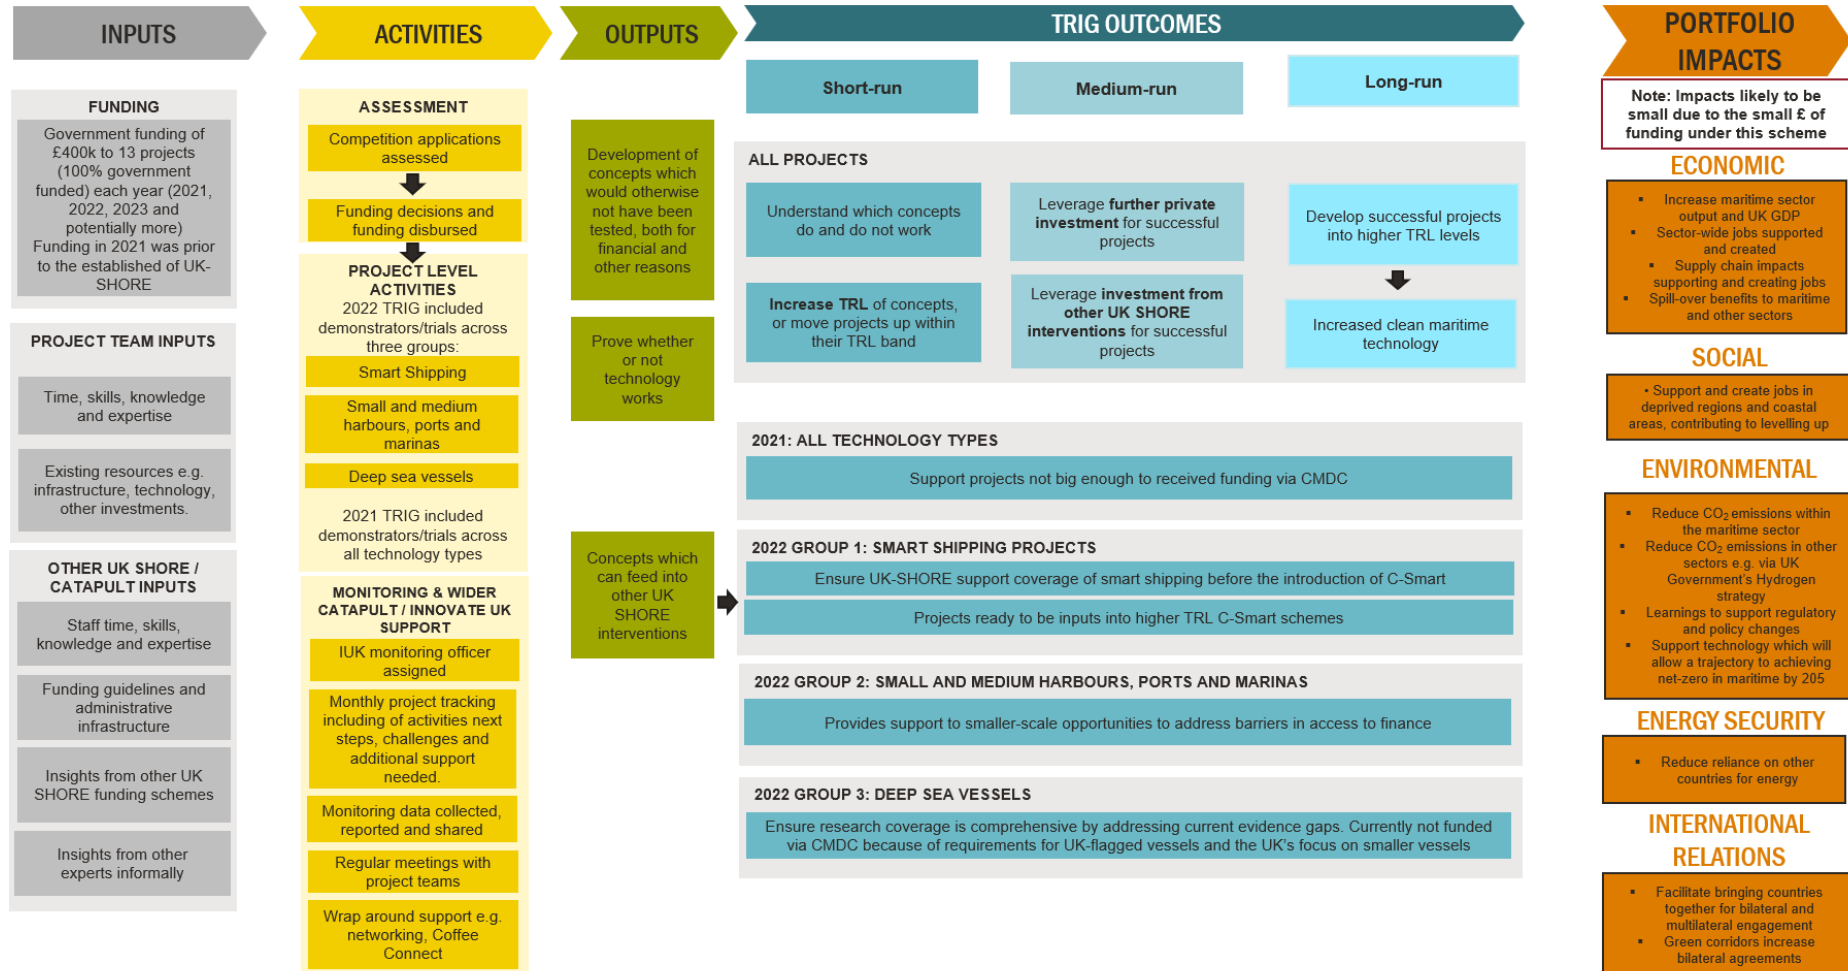 INPUTS
FUNDING
Government funding of
£400k to 13 projects
(100% government
funded) each year (2021,
2022, 2023 and
potentially more)
Funding in 2021 was prior
to the established of UK-
SHORE
PROJECT TEAM INPUTS
Time, skills, knowledge
and expertise
Existing resources e.g.
infrastructure, technology,
other investments.
OTHER UK SHORE /
CATAPULT INPUTS
Staff time, skills,
knowledge and expertise
Funding guidelines and
administrative
infrastructure
Insights from other UK
SHORE funding schemes
Insights from other
experts informally
ACTIVITIES
ASSESSMENT
Competition applications
assessed
Funding decisions and
funding disbursed
PROJECT LEVEL
ACTIVITIES
2022 TRIG included
demonstrators/trials across
three groups:
Smart Shipping
Small and medium
harbours, ports and
marinas
Deep sea vessels
2021 TRIG included
demonstrators/trials across
all technology types
MONITORING & WIDER
CATAPULT / INNOVATE UK
SUPPORT
IUK monitoring officer
assigned
Monthly project tracking
including of activities next
steps, challenges and
additional support
needed.
Monitoring data collected,
reported and shared
Regular meetings with
project teams
Wrap around support e.g.
networking, Coffee
Connect
OUTPUTS
Development of
concepts which
would otherwise
not have been
tested, both for
financial and
other reasons
Prove whether
or not
technology
works
Concepts which
can feed into
other UK
SHORE
interventions
TRIG OUTCOMES
Short-run
Medium-run
Long-run
ALL PROJECTS
Understand which concepts
do and do not work
Increase TRL of concepts,
or move projects up within
their TRL band
Leverage further private
investment for successful
projects
Leverage investment from
other UK SHORE
interventions for successful
projects
Develop successful projects
into higher TRL levels
Increased clean maritime
technology
2021: ALL TECHNOLOGY TYPES
Support projects not big enough to received funding via CMDC
2022 GROUP 1: SMART SHIPPING PROJECTS
Ensure UK-SHORE support coverage of smart shipping before the introduction of C-Smart
Projects ready to be inputs into higher TRL C-Smart schemes
2022 GROUP 2: SMALL AND MEDIUM HARBOURS, PORTS AND MARINAS
Provides support to smaller-scale opportunities to address barriers in access to finance
2022 GROUP 3: DEEP SEA VESSELS
Ensure research coverage is comprehensive by addressing current evidence gaps. Currently not funded
via CMDC because of requirements for UK-flagged vessels and the UK's focus on smaller vessels
PORTFOLIO
IMPACTS
Note: Impacts likely to be
small due to the small £ of
funding under this scheme
ECONOMIC
▪ Increase maritime sector
output and UK GDP
▪ Sector-wide jobs supported
and created
▪ Supply chain impacts
supporting and creating jobs
▪ Spill-over benefits to maritime
and other sectors
SOCIAL
• Support and create jobs in
deprived regions and coastal
areas, contributing to levelling up
ENVIRONMENTAL
▪ Reduce CO₂ emissions within
the maritime sector
▪ Reduce CO₂ emissions in other
sectors e.g. via UK
Government's Hydrogen
strategy
▪ Learnings to support regulatory
and policy changes
▪ Support technology which will
allow a trajectory to achieving
net-zero in maritime by 205
ENERGY SECURITY
▪ Reduce reliance on other
countries for energy
INTERNATIONAL
RELATIONS
▪ Facilitate bringing countries
together for bilateral and
multilateral engagement
▪ Green corridors increase
bilateral agreements